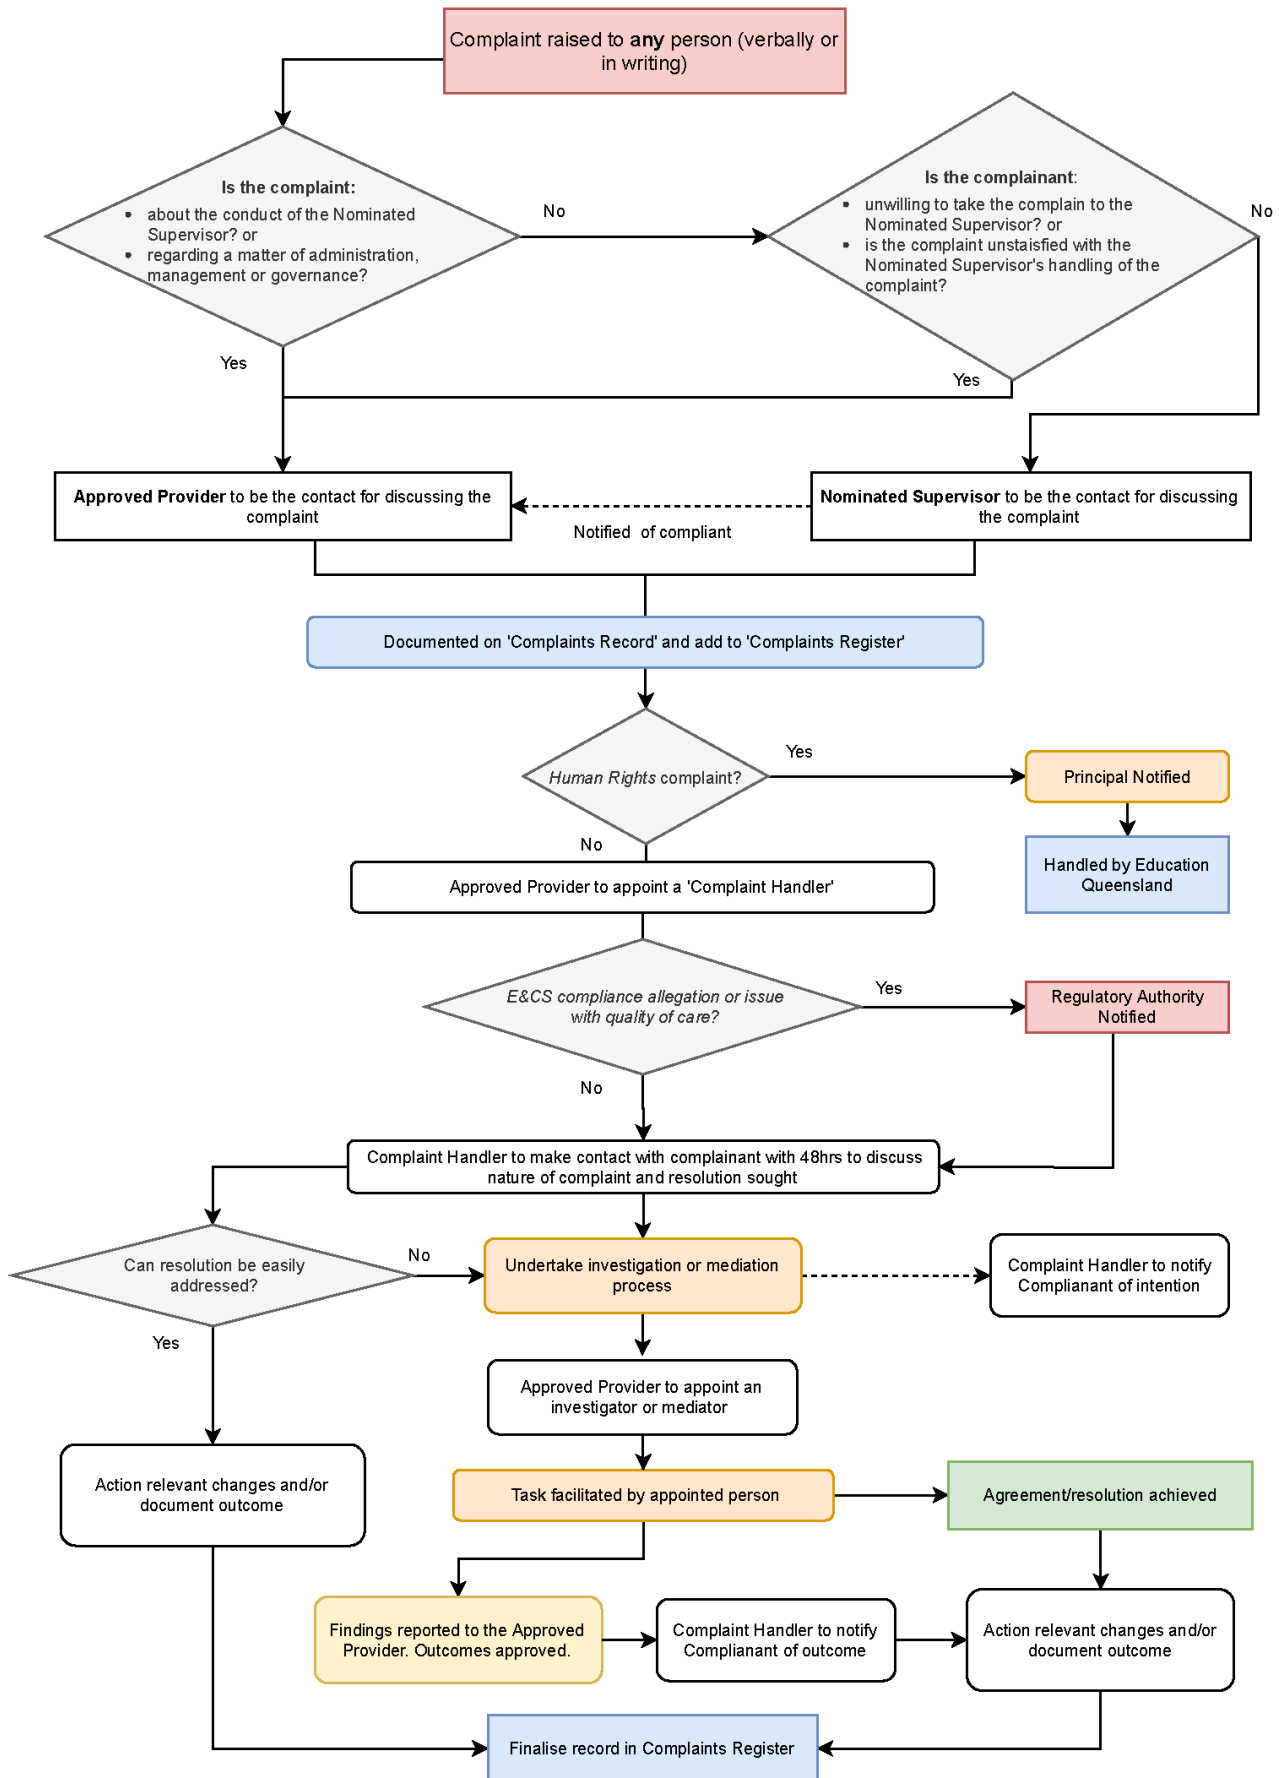 Complaint raised to any person (verbally or
in writing)
Is the complaint:
• about the conduct of the Nominated
Supervisor? or
• regarding a matter of administration,
management or governance?
No
Is the complainant:
• unwilling to take the complain to the
Nominated Supervisor? or
• is the complaint unstaisfied with the
Nominated Supervisor's handling of the
complaint?
No
Yes
Yes
Approved Provider to be the contact for discussing the
complaint
Notified of compliant
Nominated Supervisor to be the contact for discussing
the complaint
Documented on 'Complaints Record' and add to 'Complaints Register'
Human Rights complaint?
Yes
Principal Notified
Handled by Education
Queensland
No
Approved Provider to appoint a 'Complaint Handler'
E&CS compliance allegation or issue
with quality of care?
Yes
Regulatory Authority
Notified
No
Complaint Handler to make contact with complainant with 48hrs to discuss
nature of complaint and resolution sought
Can resolution be easily
addressed?
No
Undertake investigation or mediation
process
Complaint Handler to notify
Complianant of intention
Yes
Approved Provider to appoint an
investigator or mediator
Action relevant changes and/or
document outcome
Task facilitated by appointed person
Agreement/resolution achieved
Findings reported to the Approved
Provider. Outcomes approved.
Complaint Handler to notify
Complianant of outcome
Action relevant changes and/or
document outcome
Finalise record in Complaints Register